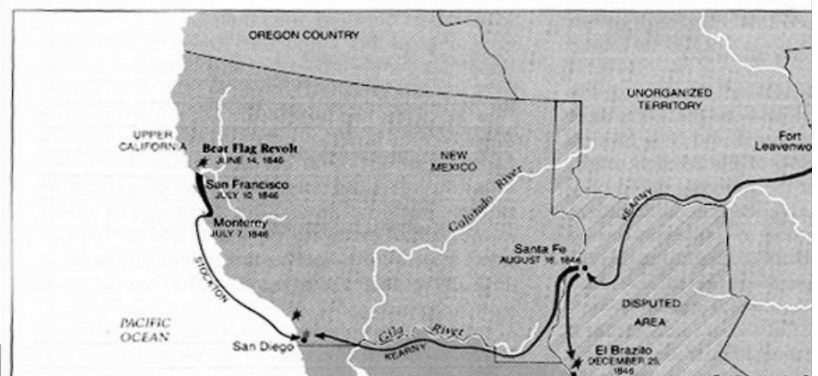 OREGON COUNTRY
UNORGANIZED
TERRITORY
UPPER
CALIFORNIA
Bear Flag Revolt
JUNE 14, 1846
Fort
Leavenwo
NEW
MEXICO
San Francisco
JULY 10, 1846
Colorado River
KEARNY
Monterey
JULY 7, 1846
Santa Fe
AUGUST 16, 1846
STOCKTON
DISPUTED
AREA
PACIFIC
OCEAN
Gila River
San Diego
KEARNY
El Brazito
DECEMBER 25,
1846